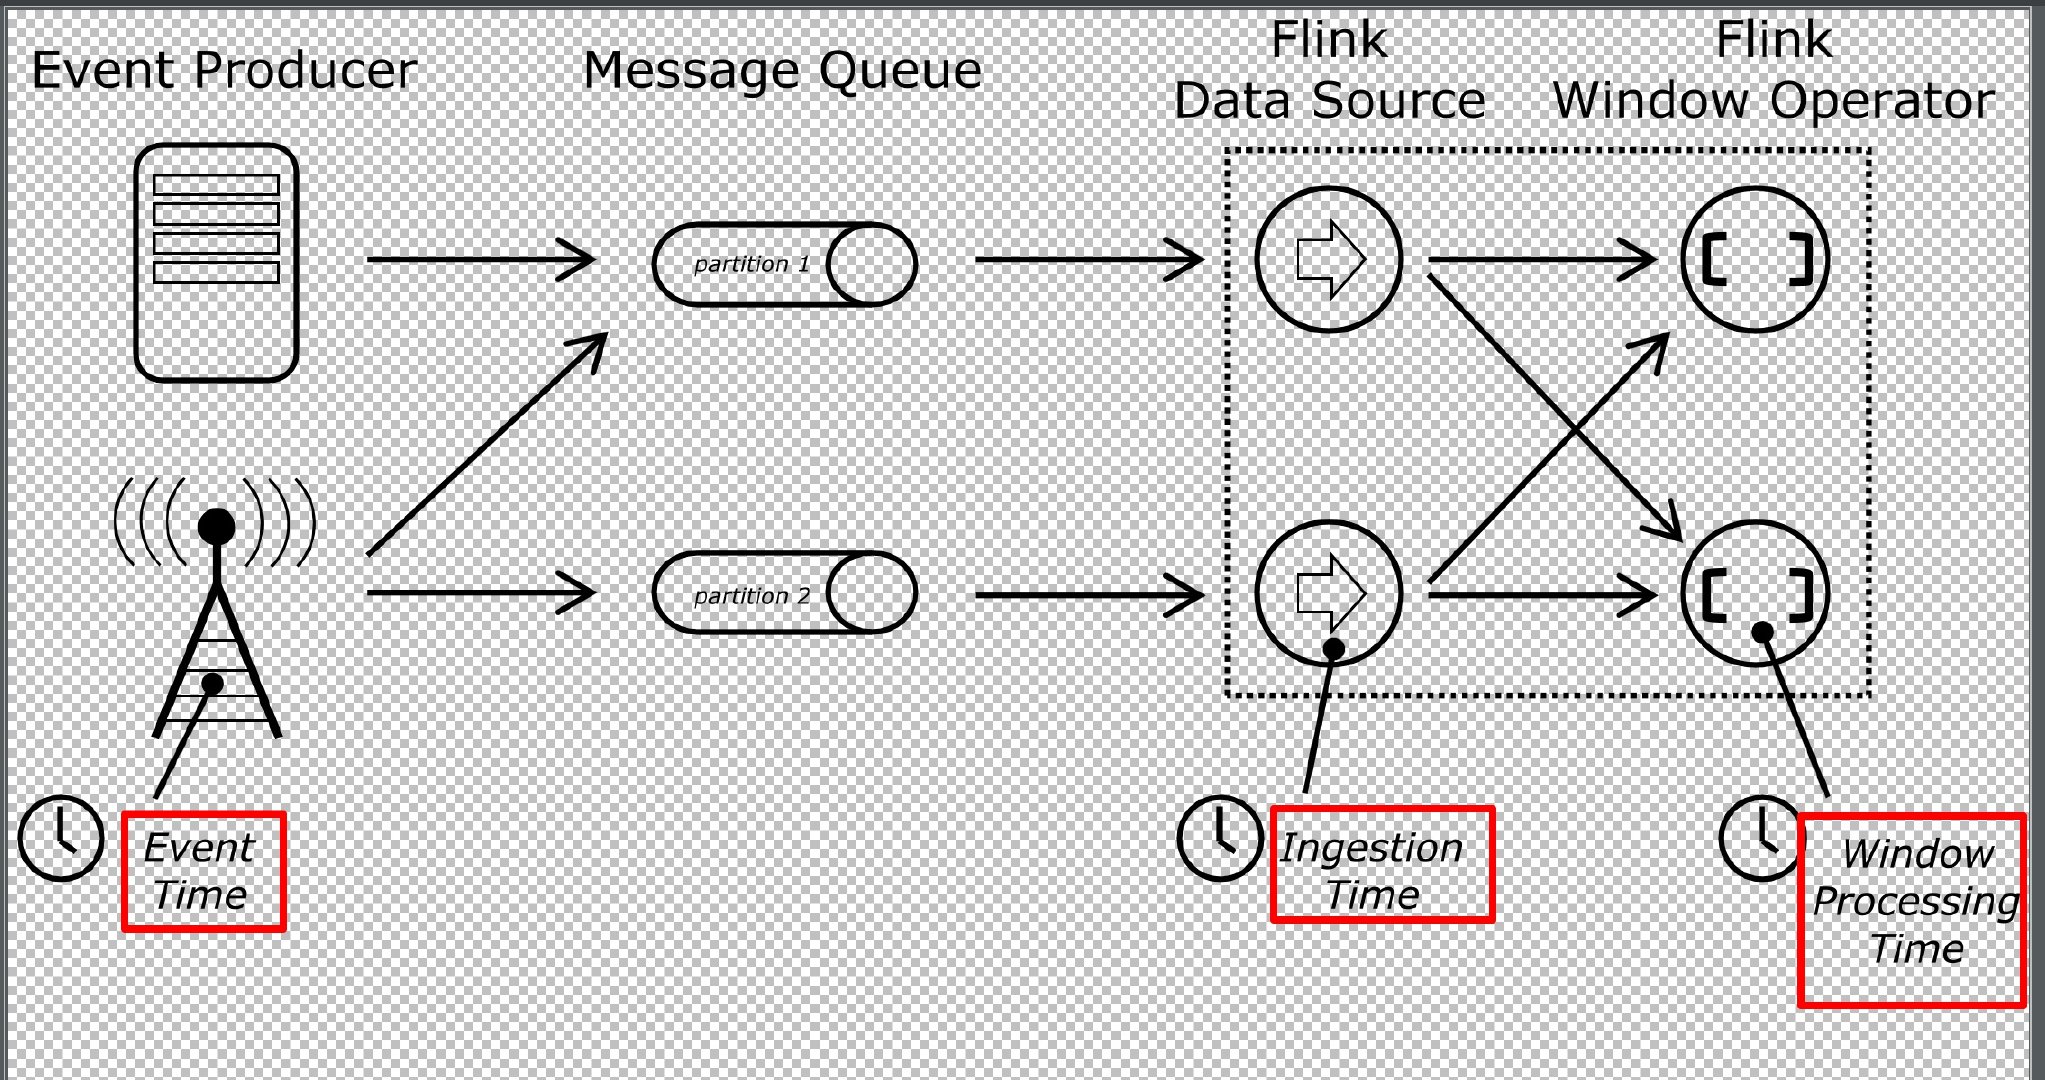 Event Producer
Message Queue
Flink
Data Source
Flink
Window Operator
partition 1
partition 2
Event
Time
Ingestion
Time
Window
Processing
Time